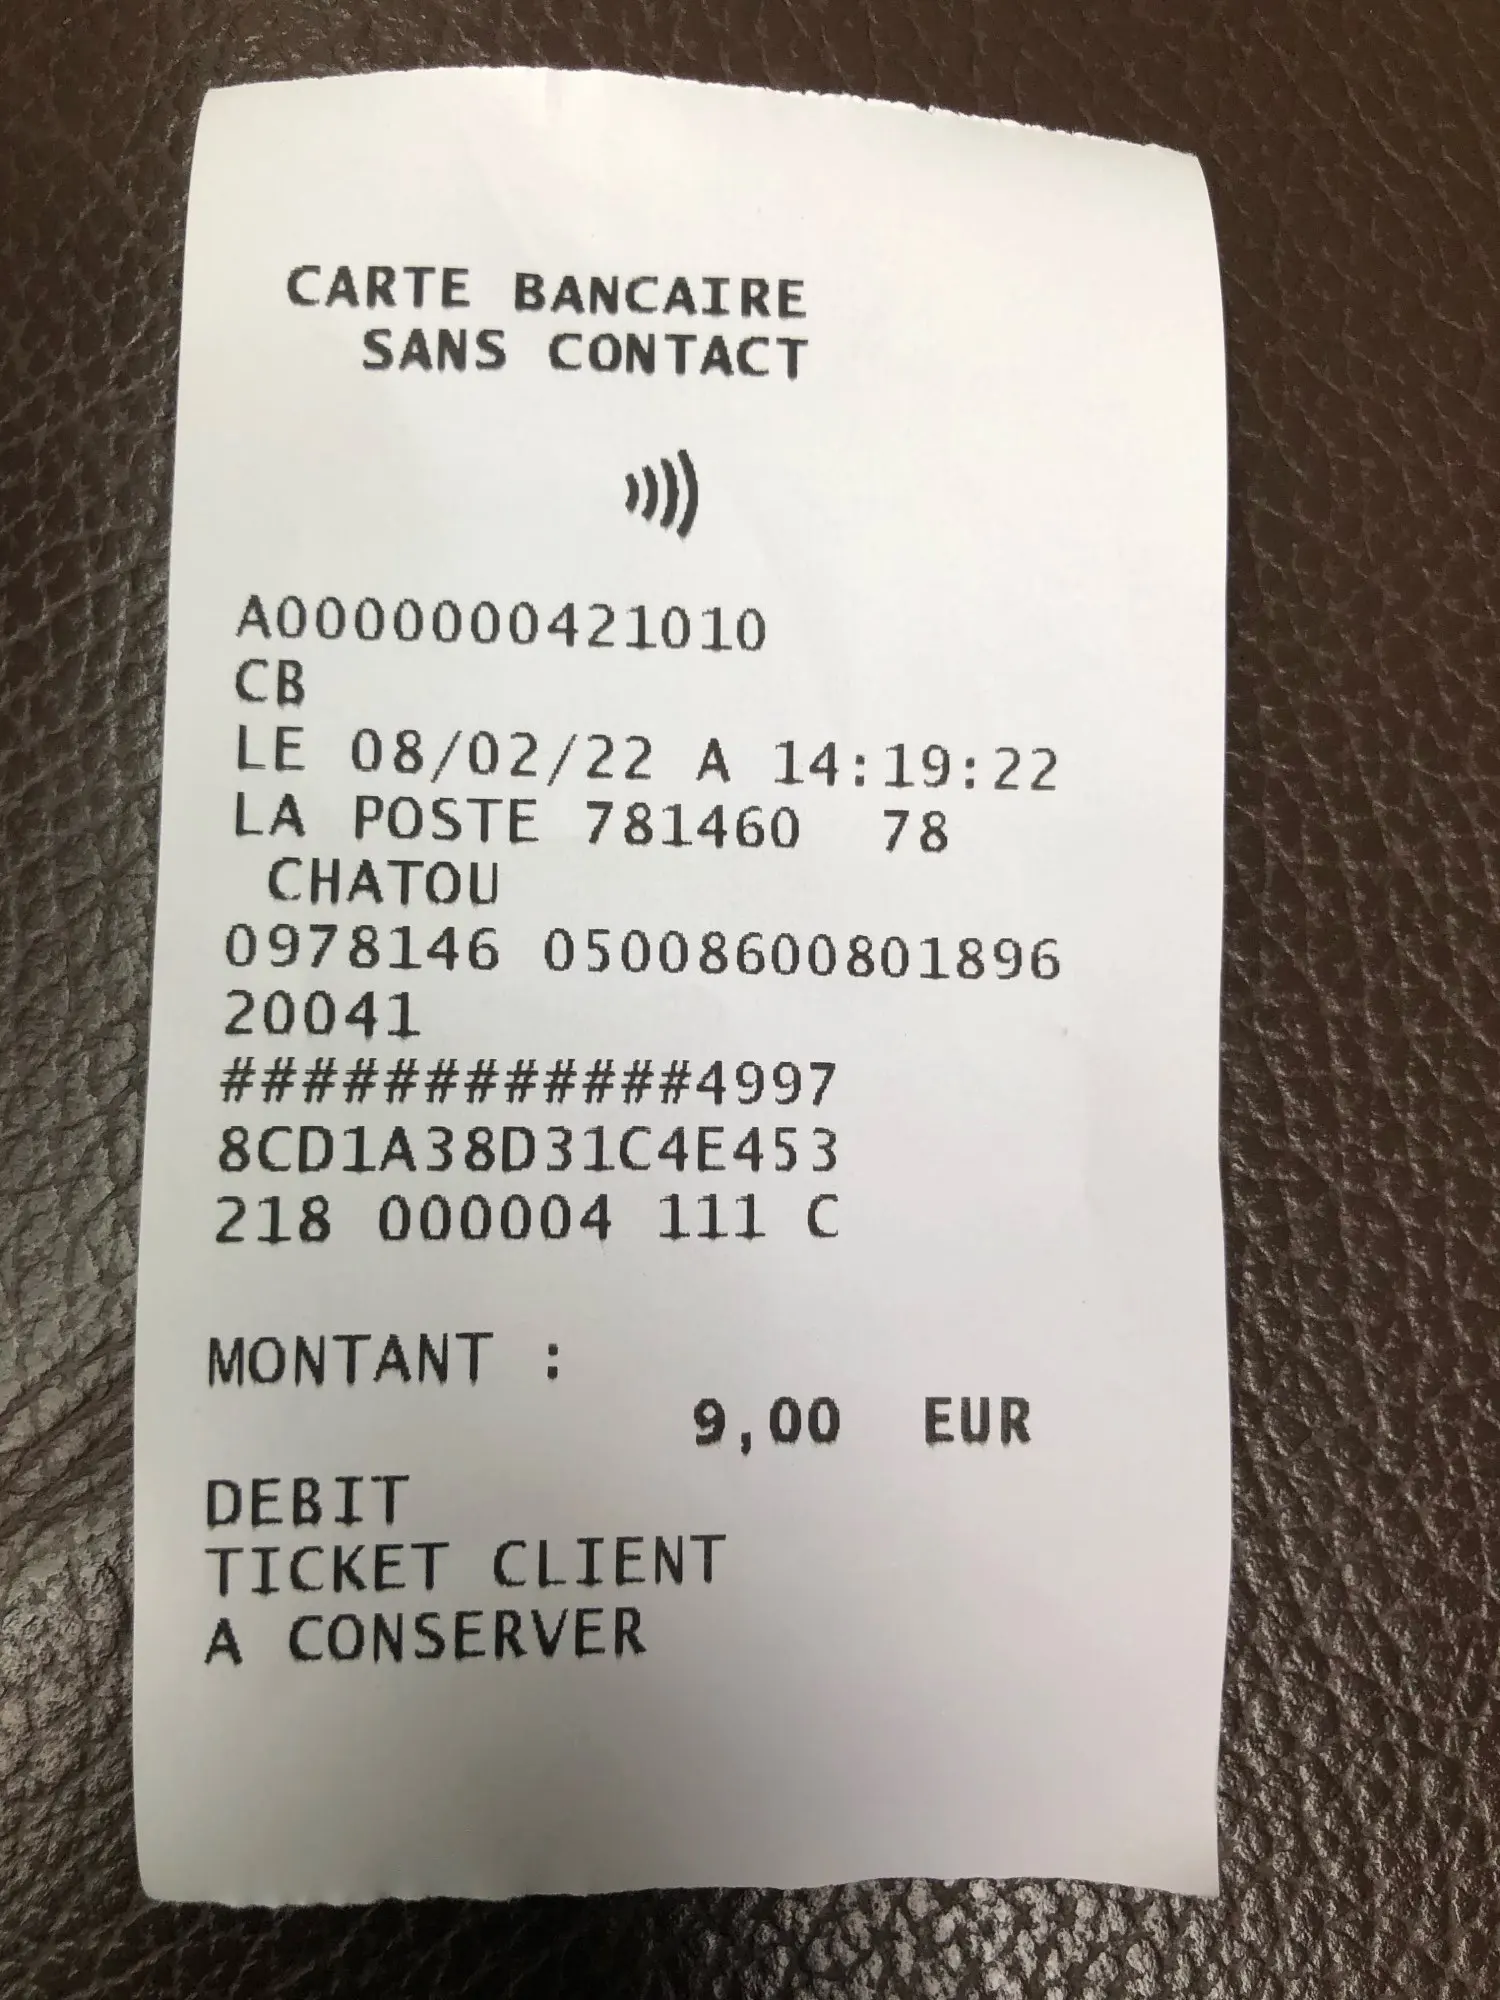 CARTE BANCAIRE
SANS CONTACT
A0000000421010
CB
LE 08/02/22 A 14:19:22
LA POSTE 781460 78
CHATOU
0978146 05008600801896
20041
############4997
8CD1A38D31C4E453
218 000004 111 C
MONTANT :
9,00 EUR
DEBIT
TICKET CLIENT
A CONSERVER